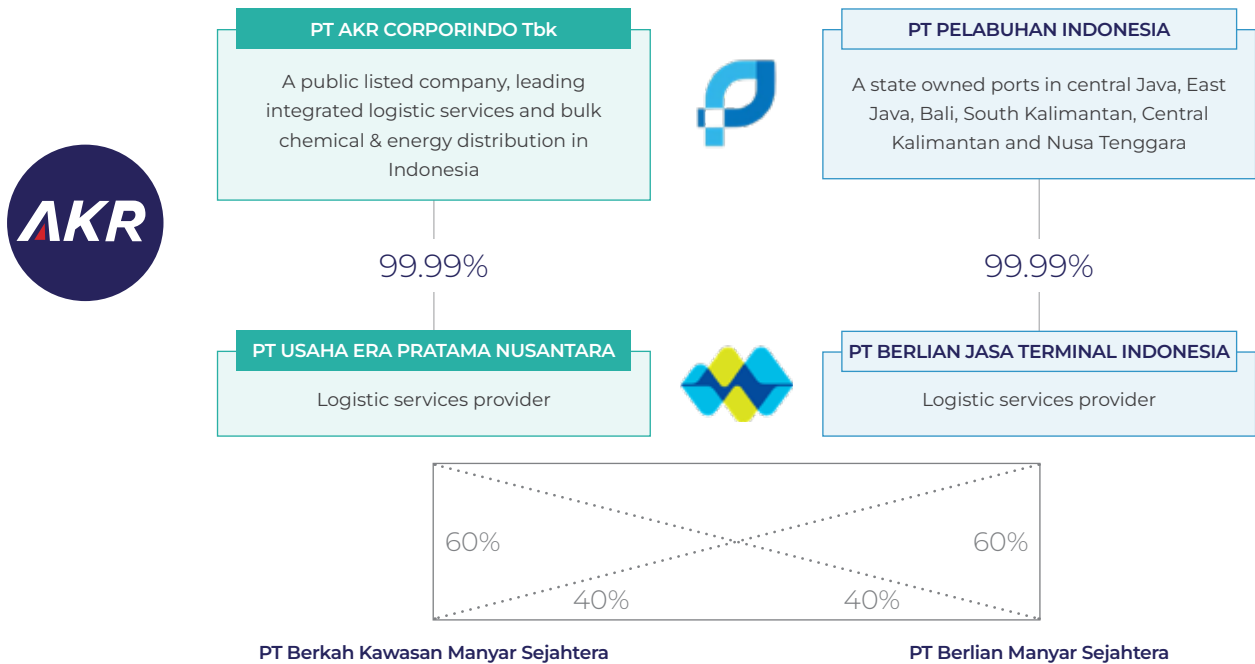 PT AKR CORPORINDO Tbk
A public listed company, leading
integrated logistic services and bulk
chemical & energy distribution in
Indonesia
PT PELABUHAN INDONESIA
A state owned ports in central Java, East
Java, Bali, South Kalimantan, Central
Kalimantan and Nusa Tenggara
AKR
99.99%
99.99%
PT USAHA ERA PRATAMA NUSANTARA
Logistic services provider
PT BERLIAN JASA TERMINAL INDONESIA
Logistic services provider
60%
60%
40%
40%
PT Berkah Kawasan Manyar Sejahtera
PT Berlian Manyar Sejahtera